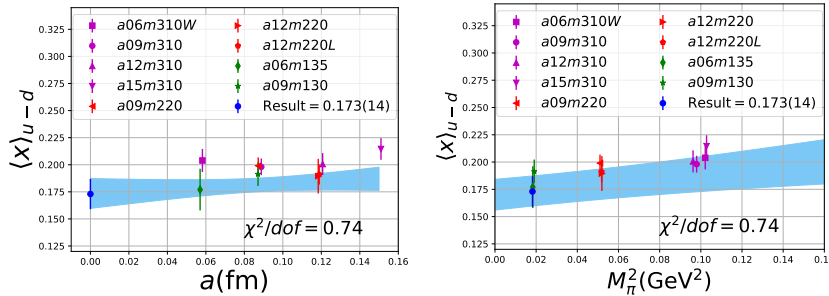 a06m310W
a09m310
a12m310
a15m310
a09m220
a12m220
a12m220L
a06m135
a09m130
Result = 0.173(14)
⟨x⟩u − d
0.325
0.300
0.275
0.250
0.225
0.200
0.175
0.150
0.125
χ²/dof = 0.74
0.00 0.02 0.04 0.06 0.08 0.10 0.12 0.14 0.16
a(fm)
a06m310W
a09m310
a12m310
a15m310
a09m220
a12m220
a12m220L
a06m135
a09m130
Result = 0.173(14)
⟨x⟩u − d
0.325
0.300
0.275
0.250
0.225
0.200
0.175
0.150
0.125
χ²/dof = 0.74
0.00 0.02 0.04 0.06 0.08 0.10 0.12 0.14 0.16
M²π(GeV²)